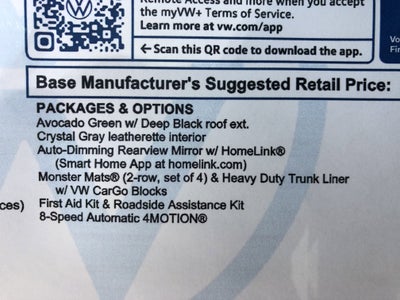 Remote Access and more when you accept
the myVW+ Terms of Service.
Learn more at vw.com/app
← Scan this QR code to download the app.
Vo
Fin
Base Manufacturer's Suggested Retail Price:
PACKAGES & OPTIONS
Avocado Green w/ Deep Black roof ext.
Crystal Gray leatherette interior
Auto-Dimming Rearview Mirror w/ HomeLink®
(Smart Home App at homelink.com)
Monster Mats® (2-row, set of 4) & Heavy Duty Trunk Liner
w/ VW CarGo Blocks
ces) First Aid Kit & Roadside Assistance Kit
8-Speed Automatic 4MOTION®